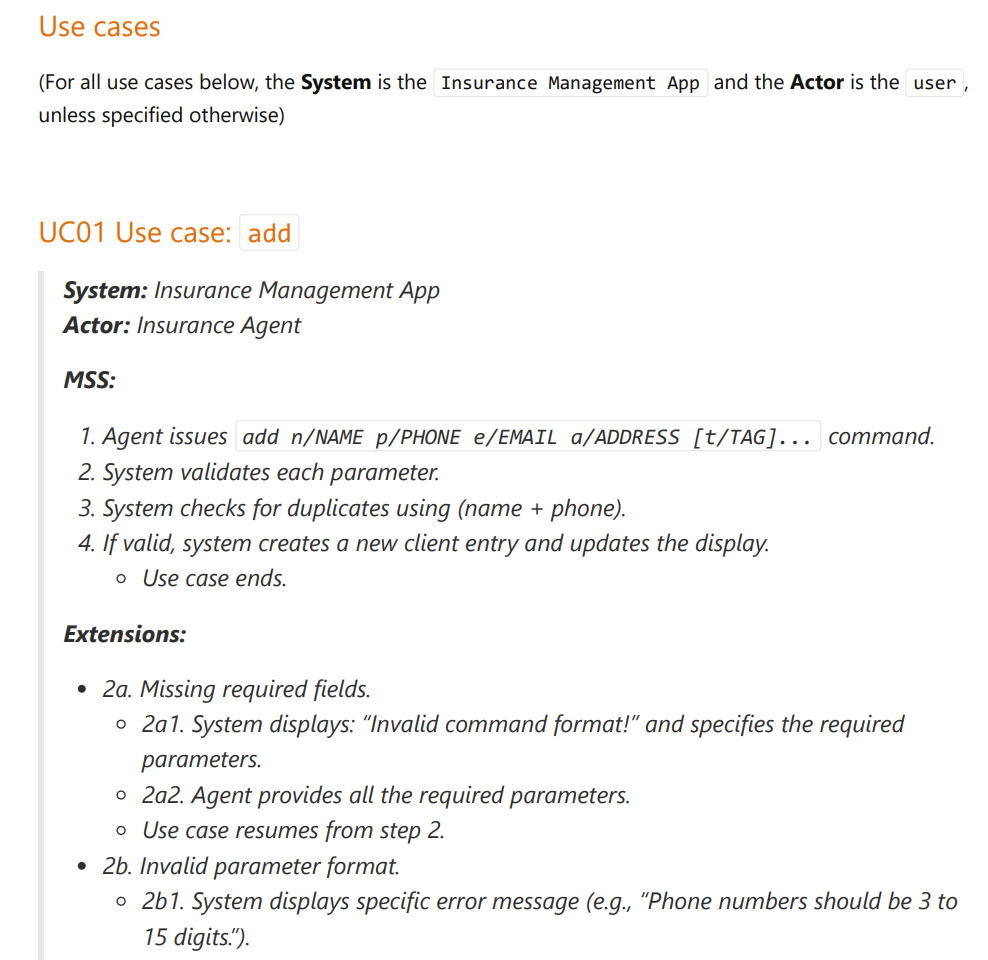 Use cases
(For all use cases below, the System is the Insurance Management App and the Actor is the user,
unless specified otherwise)
UC01 Use case: add
System: Insurance Management App
Actor: Insurance Agent
MSS:
1. Agent issues add n/NAME p/PHONE e/EMAIL a/ADDRESS [t/TAG]... command.
2. System validates each parameter.
3. System checks for duplicates using (name + phone).
4. If valid, system creates a new client entry and updates the display.
○ Use case ends.
Extensions:
• 2a. Missing required fields.
○ 2a1. System displays: “Invalid command format!” and specifies the required
parameters.
○ 2a2. Agent provides all the required parameters.
○ Use case resumes from step 2.
• 2b. Invalid parameter format.
○ 2b1. System displays specific error message (e.g., “Phone numbers should be 3 to
15 digits.”).